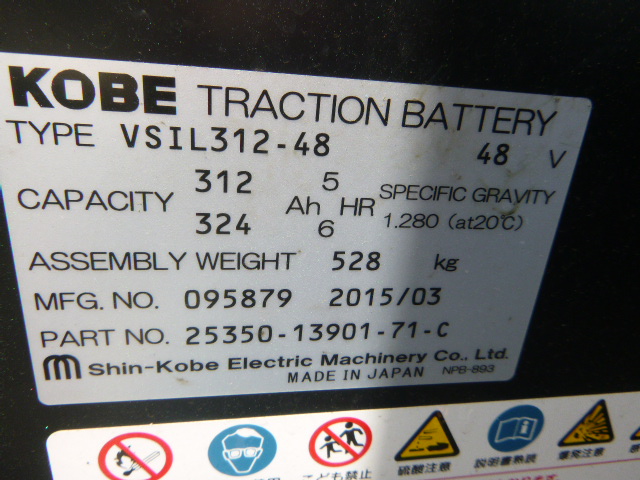 KOBE TRACTION BATTERY
TYPE VSIL312-48 48 V
CAPACITY 312 324 Ah 5 6 HR SPECIFIC GRAVITY 1.280 (at20℃)
ASSEMBLY WEIGHT 528 kg
MFG. NO. 095879 2015/03
PART NO. 25350-13901-71-C
Shin-Kobe Electric Machinery Co., Ltd.
MADE IN JAPAN NPB-893
こども禁止 硫酸注意 説明書熟読 爆発注意